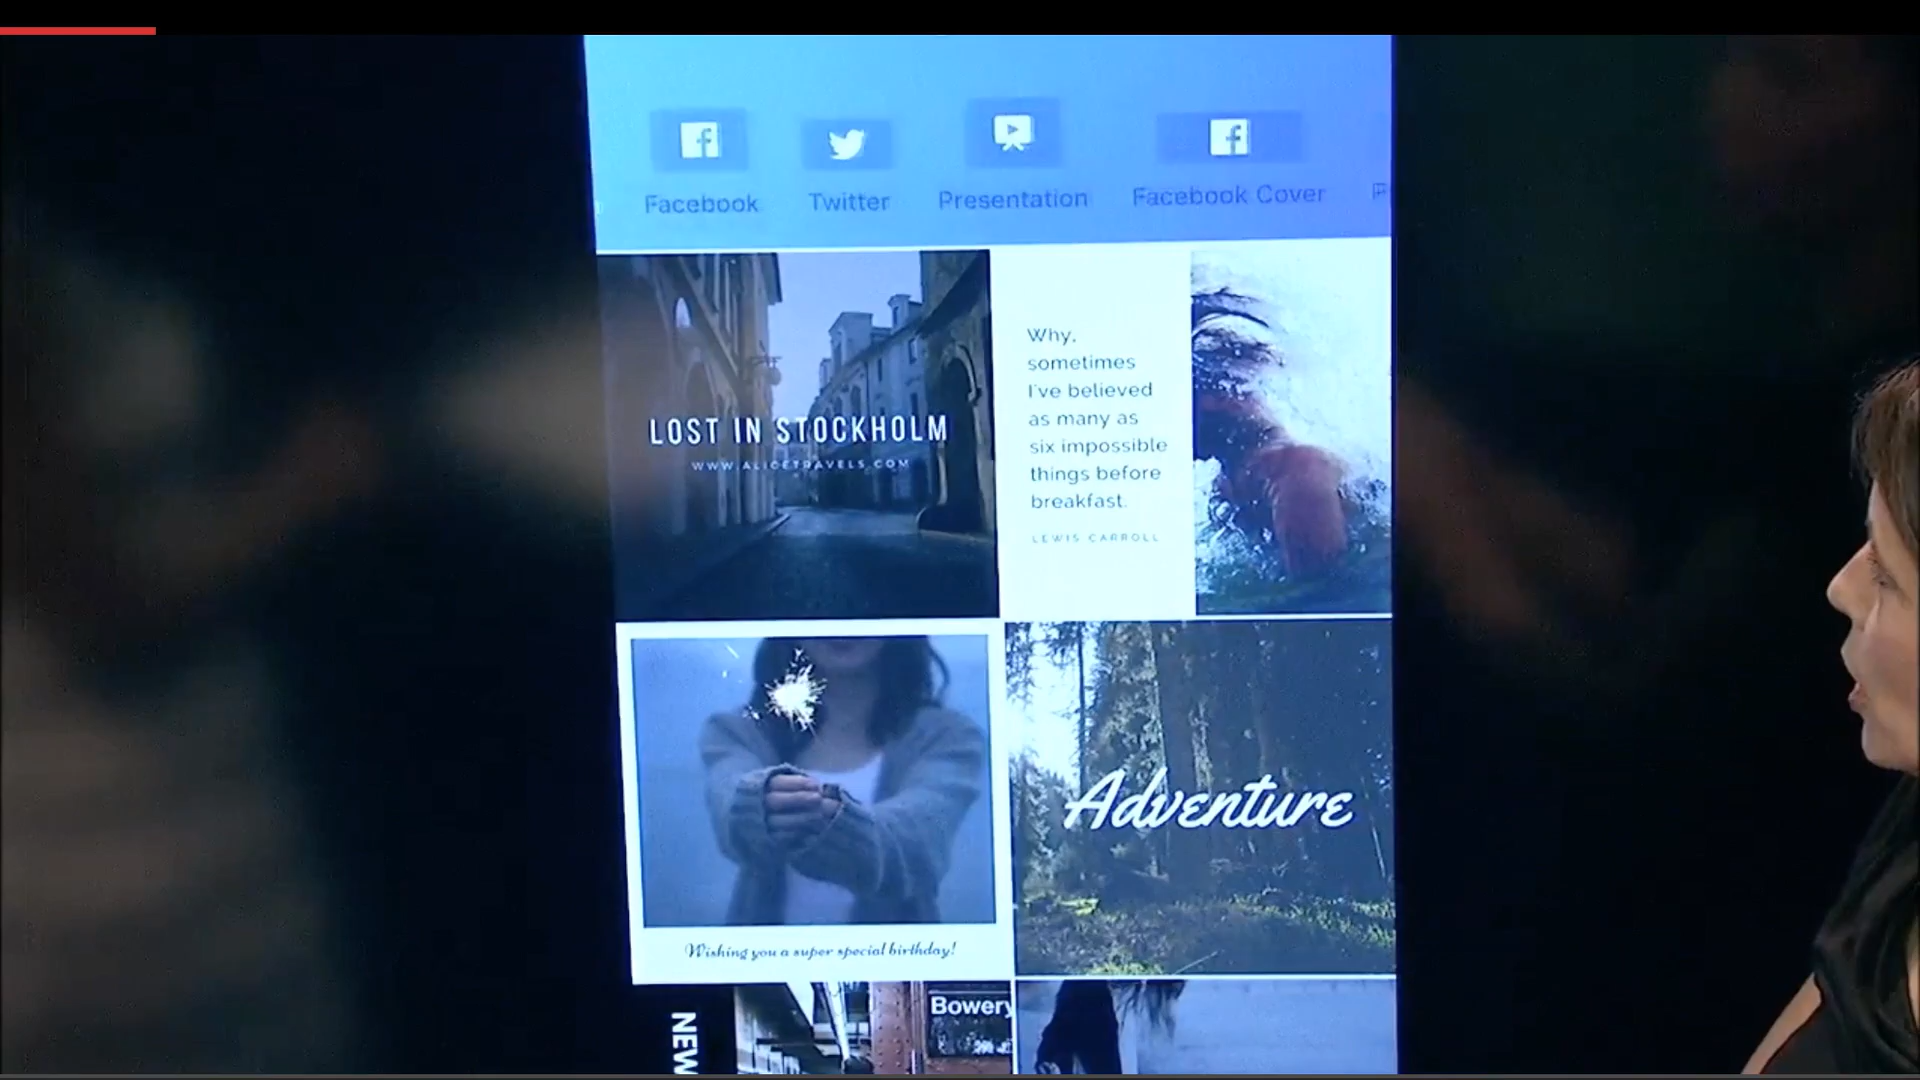 Facebook
Twitter
Presentation
Facebook Cover
LOST IN STOCKHOLM
WWW.ALICETRAVELS.COM
Why,
sometimes
I've believed
as many as
six impossible
things before
breakfast.
LEWIS CARROLL
Wishing you a super special birthday!
Adventure
NEW
Bowery